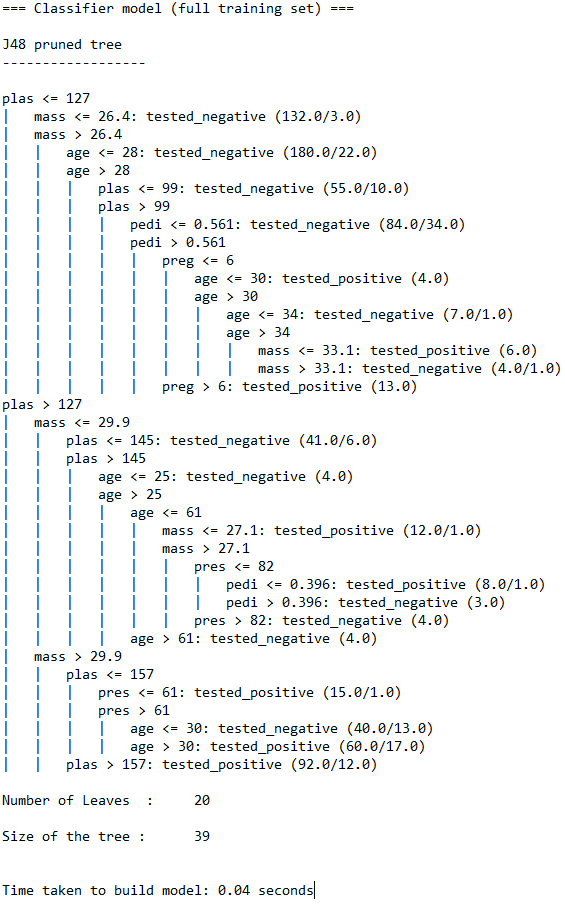 === Classifier model (full training set) ===
J48 pruned tree
------------------
plas <= 127
|   mass <= 26.4: tested_negative (132.0/3.0)
|   mass > 26.4
|   |   age <= 28: tested_negative (180.0/22.0)
|   |   age > 28
|   |   |   plas <= 99: tested_negative (55.0/10.0)
|   |   |   plas > 99
|   |   |   |   pedi <= 0.561: tested_negative (84.0/34.0)
|   |   |   |   pedi > 0.561
|   |   |   |   |   preg <= 6
|   |   |   |   |   |   age <= 30: tested_positive (4.0)
|   |   |   |   |   |   age > 30
|   |   |   |   |   |   |   age <= 34: tested_negative (7.0/1.0)
|   |   |   |   |   |   |   age > 34
|   |   |   |   |   |   |   |   mass <= 33.1: tested_positive (6.0)
|   |   |   |   |   |   |   |   mass > 33.1: tested_negative (4.0/1.0)
|   |   |   |   |   preg > 6: tested_positive (13.0)
plas > 127
|   mass <= 29.9
|   |   plas <= 145: tested_negative (41.0/6.0)
|   |   plas > 145
|   |   |   age <= 25: tested_negative (4.0)
|   |   |   age > 25
|   |   |   |   age <= 61
|   |   |   |   |   mass <= 27.1: tested_positive (12.0/1.0)
|   |   |   |   |   mass > 27.1
|   |   |   |   |   |   pres <= 82
|   |   |   |   |   |   |   pedi <= 0.396: tested_positive (8.0/1.0)
|   |   |   |   |   |   |   pedi > 0.396: tested_negative (3.0)
|   |   |   |   |   |   pres > 82: tested_negative (4.0)
|   |   |   |   age > 61: tested_negative (4.0)
|   mass > 29.9
|   |   plas <= 157
|   |   |   pres <= 61: tested_positive (15.0/1.0)
|   |   |   pres > 61
|   |   |   |   age <= 30: tested_negative (40.0/13.0)
|   |   |   |   age > 30: tested_positive (60.0/17.0)
|   |   plas > 157: tested_positive (92.0/12.0)
Number of Leaves  :     20
Size of the tree :      39
Time taken to build model: 0.04 seconds